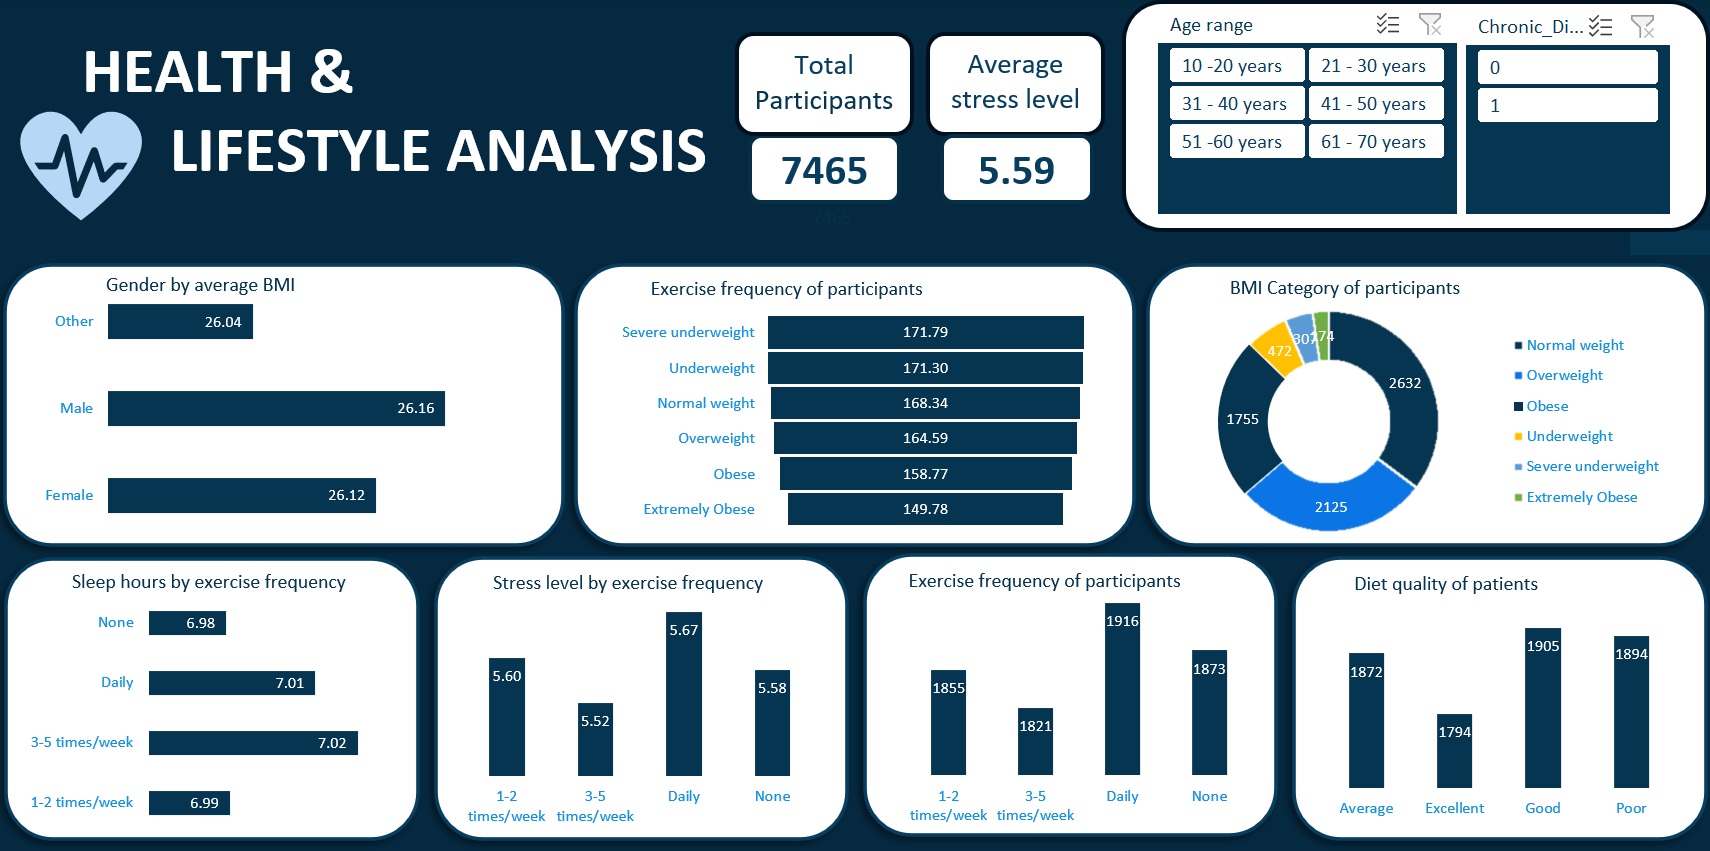 HEALTH &
LIFESTYLE ANALYSIS
Total
Participants
7465
7465
Average
stress level
5.59
Age range
10 -20 years
21 - 30 years
31 - 40 years
41 - 50 years
51 -60 years
61 - 70 years
Chronic_Di...
0
1
Gender by average BMI
Other
26.04
Male
26.16
Female
26.12
Exercise frequency of participants
Severe underweight
171.79
Underweight
171.30
Normal weight
168.34
Overweight
164.59
Obese
158.77
Extremely Obese
149.78
BMI Category of participants
2632
2125
1755
472
307
174
Normal weight
Overweight
Obese
Underweight
Severe underweight
Extremely Obese
Sleep hours by exercise frequency
None
6.98
Daily
7.01
3-5 times/week
7.02
1-2 times/week
6.99
Stress level by exercise frequency
5.60
5.52
5.67
5.58
1-2
times/week
3-5
times/week
Daily
None
Exercise frequency of participants
1855
1821
1916
1873
1-2
times/week
3-5
times/week
Daily
None
Diet quality of patients
1872
1794
1905
1894
Average
Excellent
Good
Poor